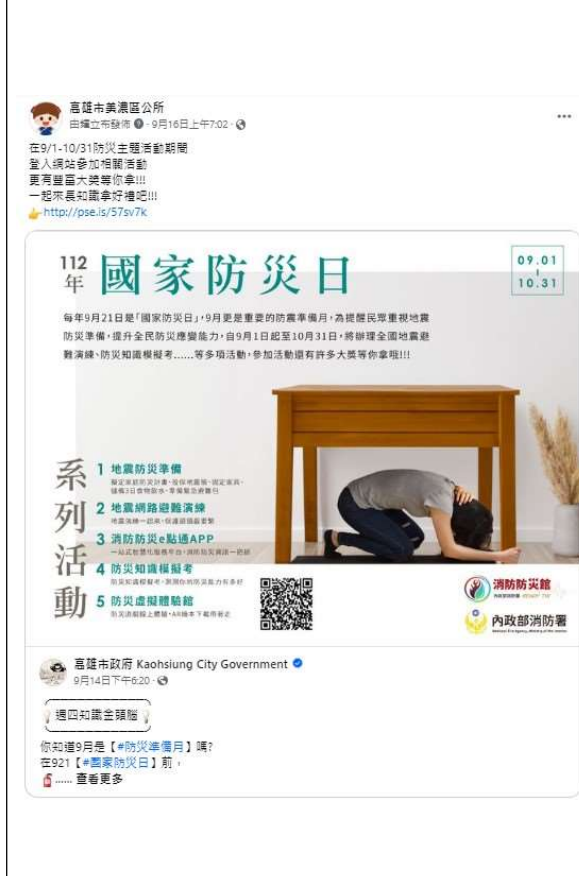 高雄市美濃區公所
9月16日上午7:02
在9/1-10/31防災主題活動期間
登入網站參加相關活動
更有豐富大獎等你拿!!!
一起來長知識拿好禮吧!!!
http://pse.is/57sv7k
112年
國家防災日
09.01
10.31
每年9月21日是「國家防災日」,9月更是重要的防震準備月,為提醒民眾重視地震
防災準備,提升全民防災應變能力,自9月1日起至10月31日,將辦理全國地震避
難演練、防災知識模擬考......等多項活動,參加活動還有許多大獎等你拿哦!!!
系列活動
1 地震防災準備
2 地震網路避難演練
3 消防防災e點通APP
4 防災知識模擬考
5 防災虛擬體驗館
消防防災館
內政部消防署
高雄市政府 Kaohsiung City Government
9月14日下午6:20
週四知識金頭腦
你知道9月是【#防災準備月】嗎?
在921【#國家防災日】前,
...... 查看更多